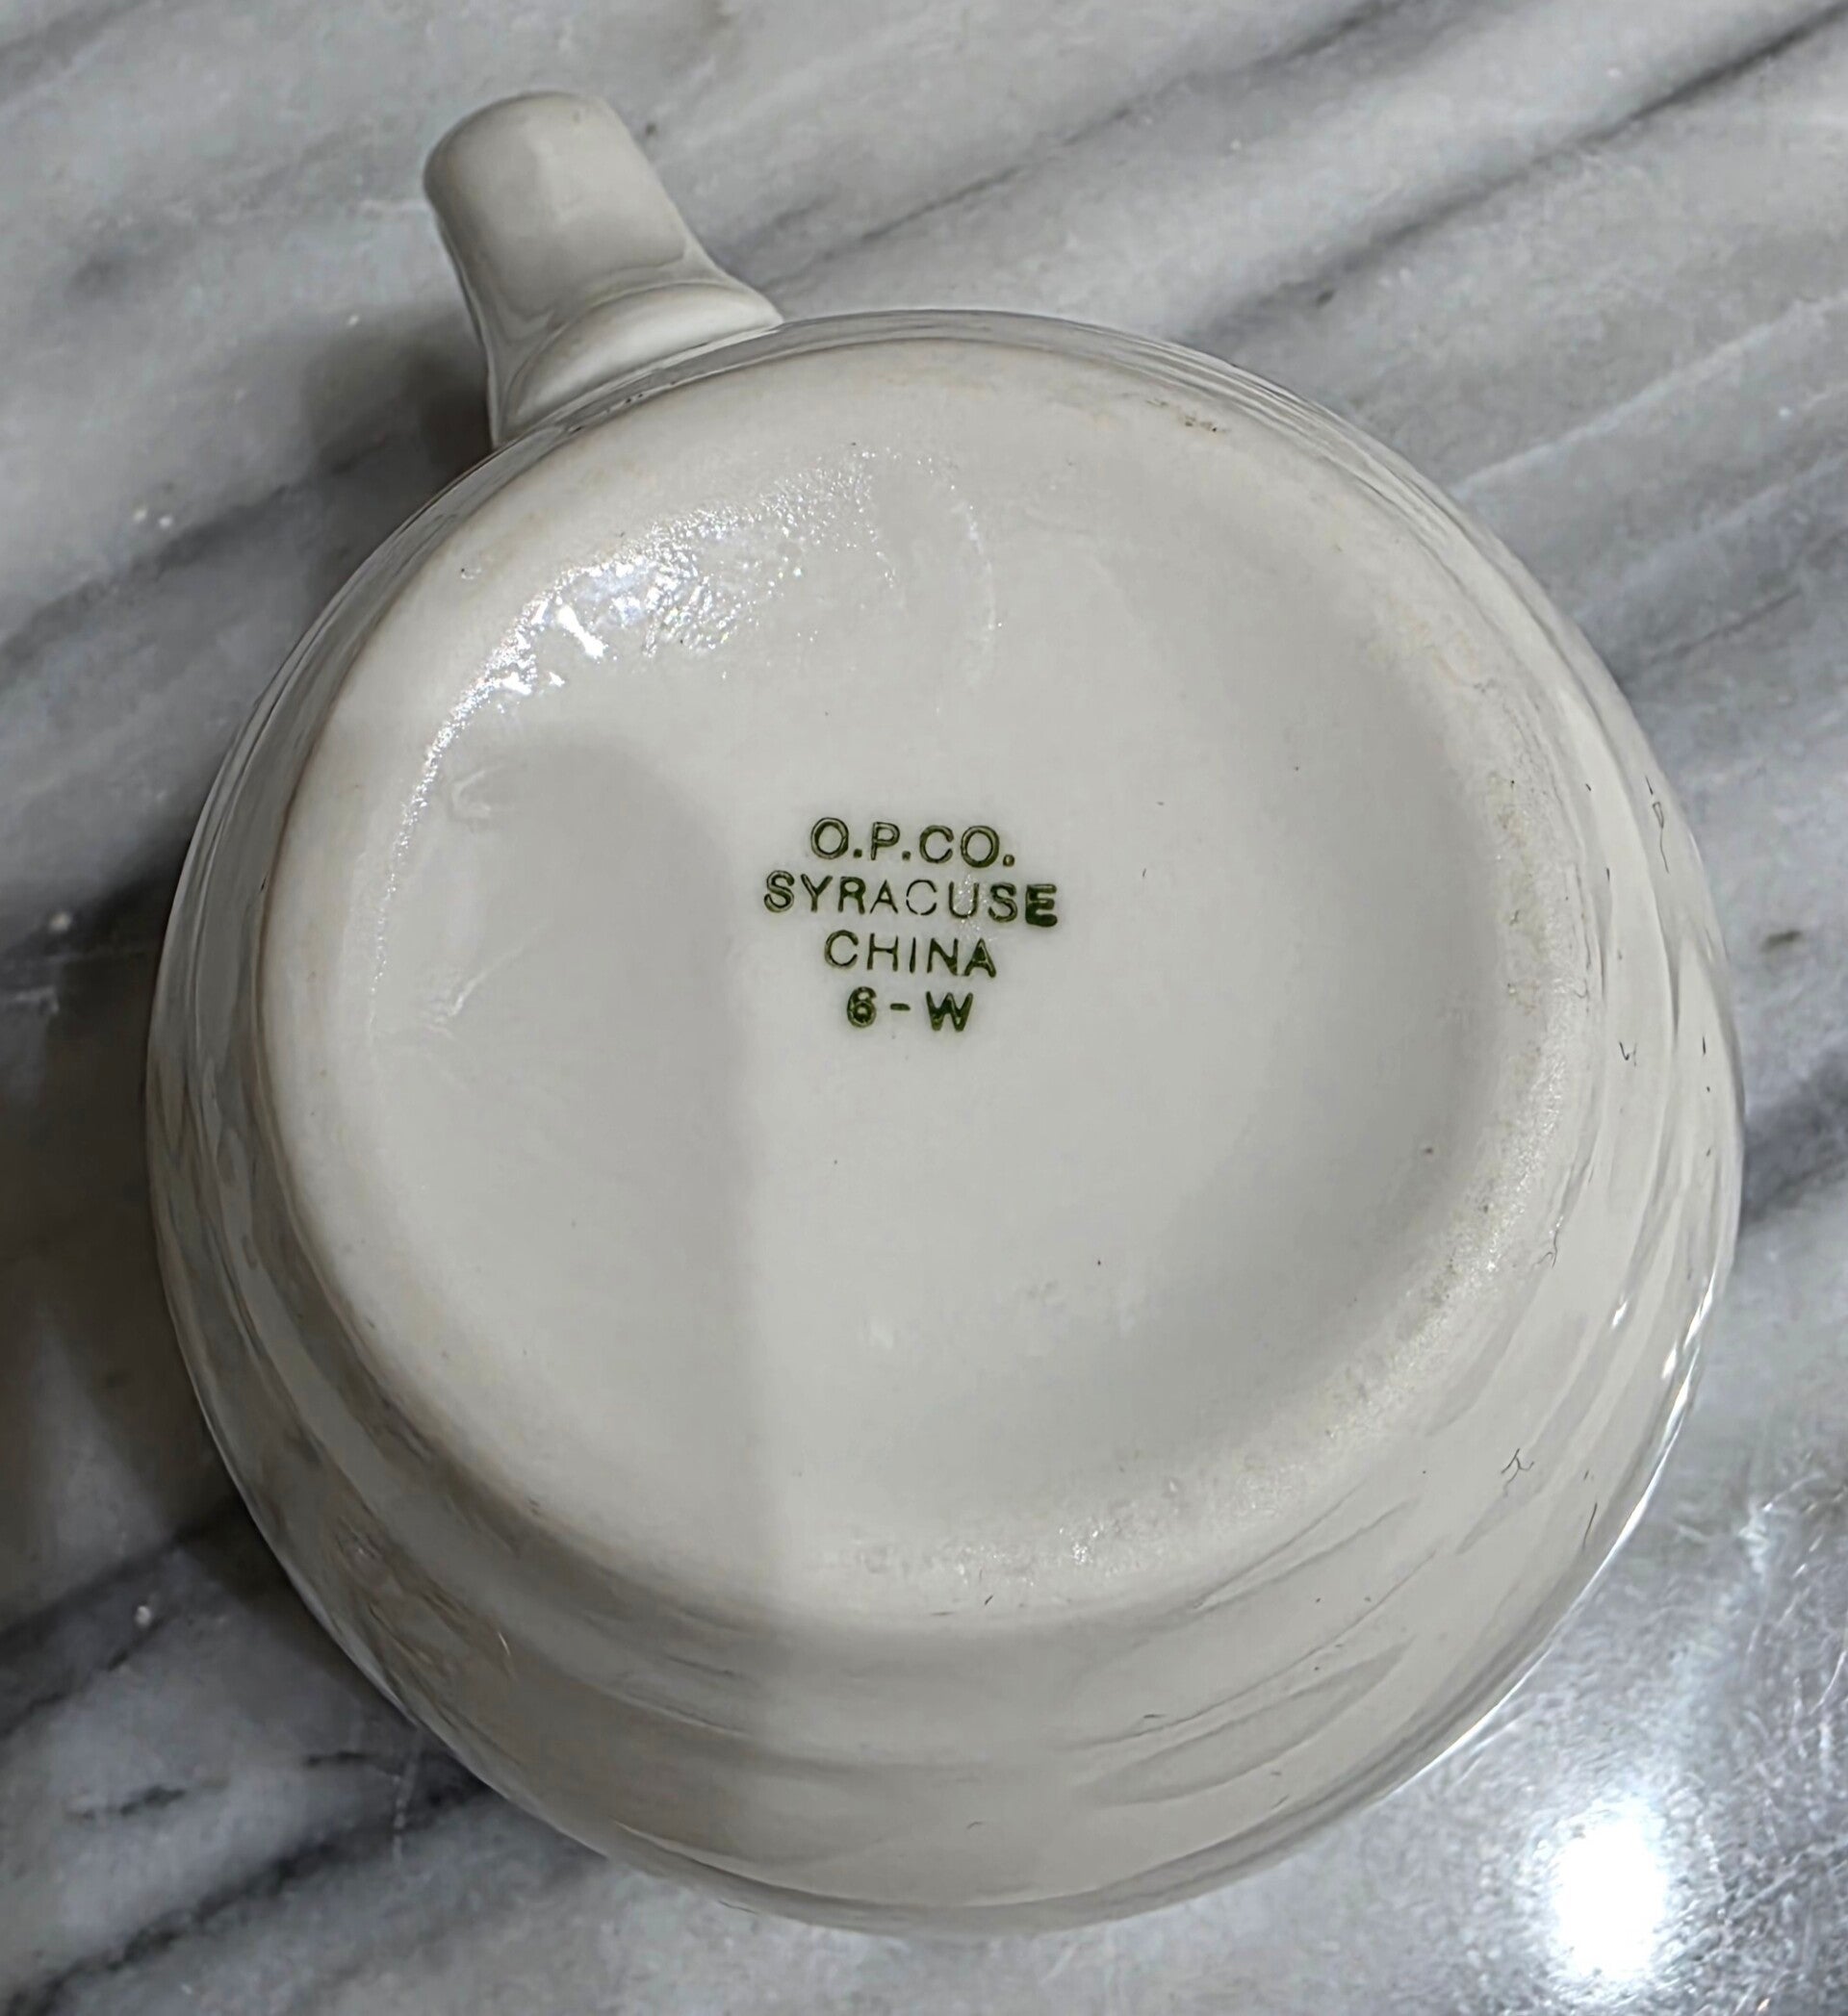 O.P.CO.
SYRACUSE
CHINA
6-W